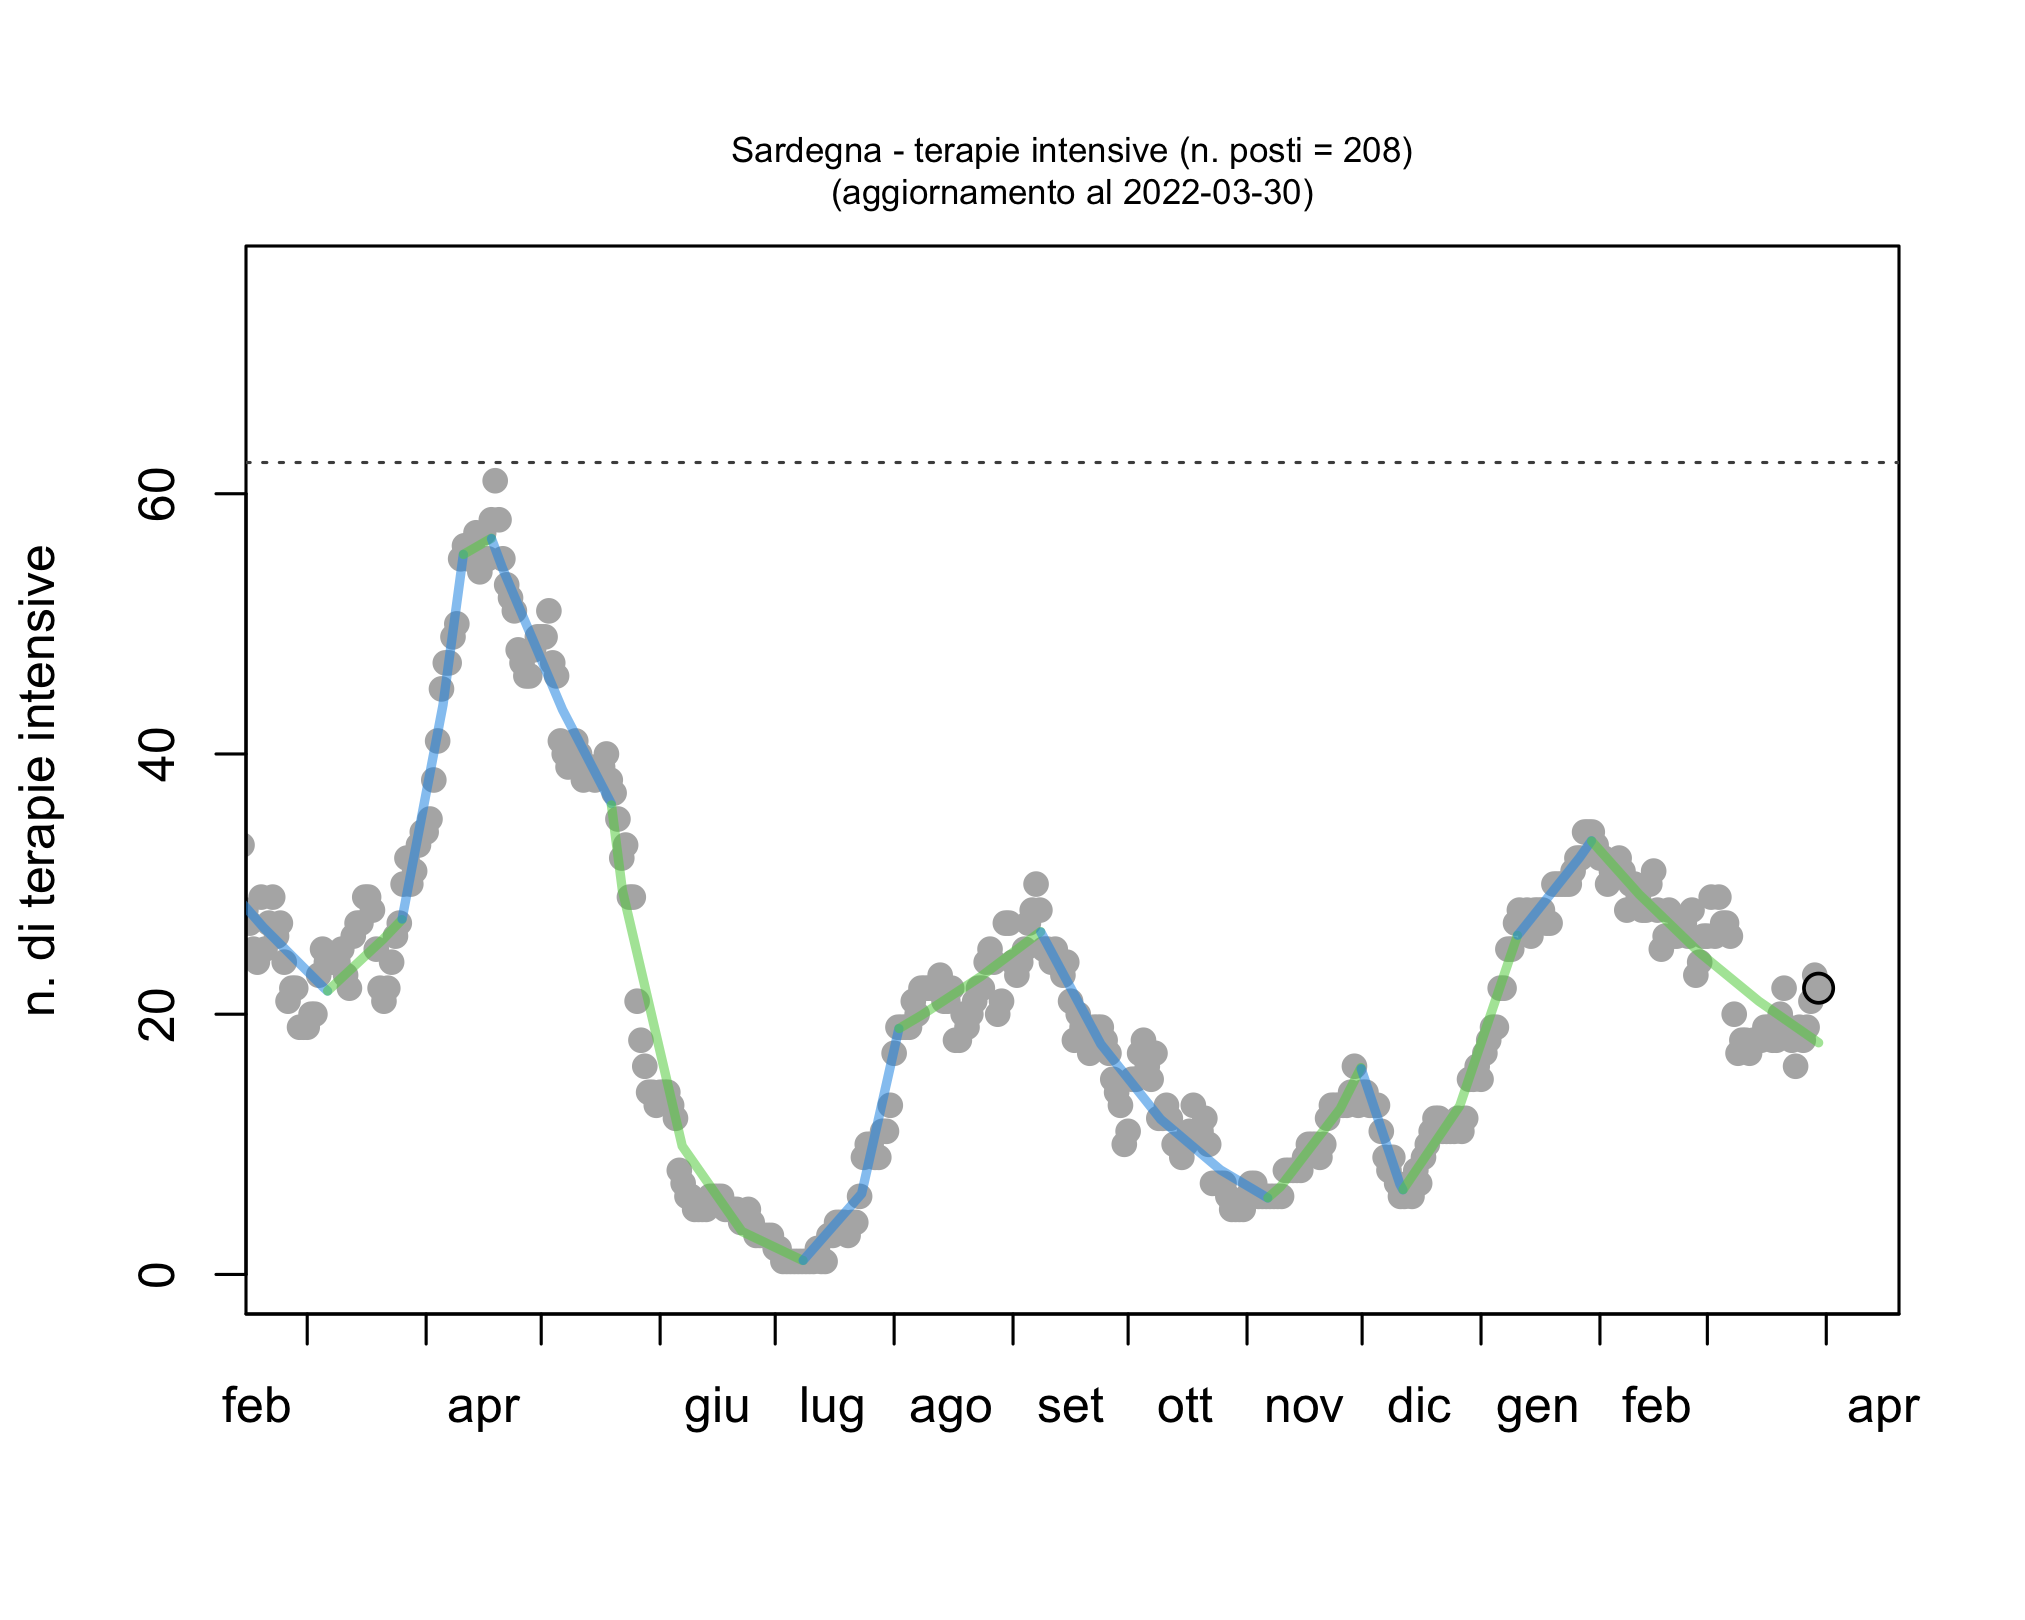 Sardegna - terapie intensive (n. posti = 208)
(aggiornamento al 2022-03-30)
n. di terapie intensive
60
40
20
0
feb apr giu lug ago set ott nov dic gen feb apr